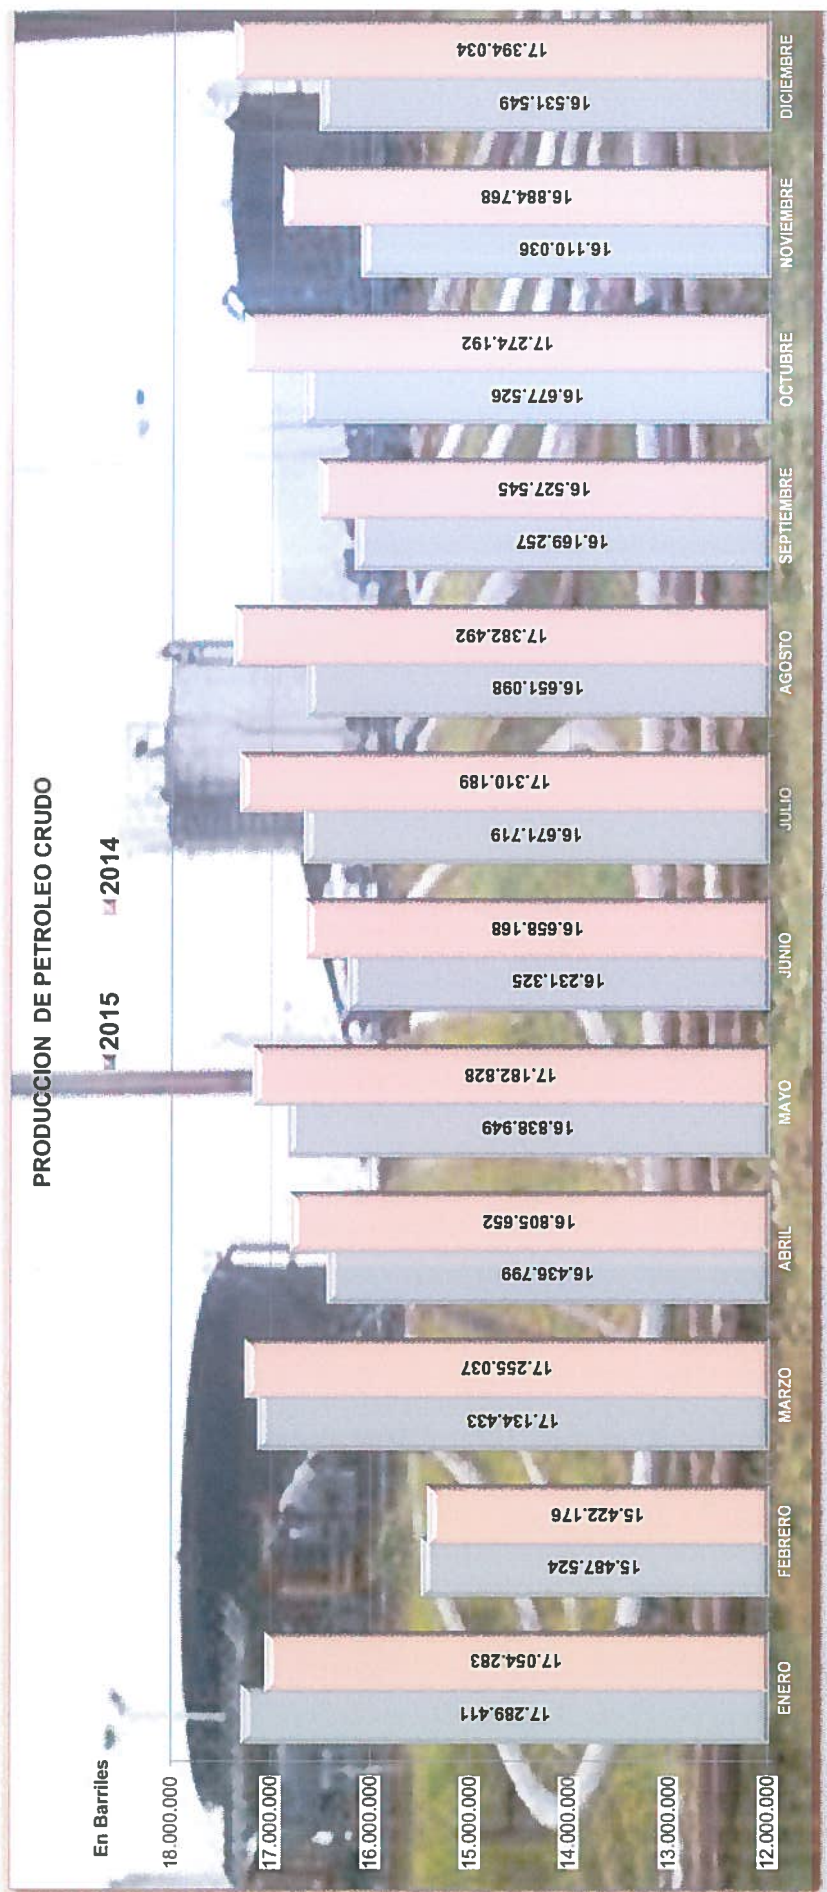 PRODUCCION DE PETROLEO CRUDO
2015 2014
En Barriles
18.000.000
17.000.000
16.000.000
15.000.000
14.000.000
13.000.000
12.000.000
17.289.411
17.054.283
ENERO
15.487.524
15.422.176
FEBRERO
17.134.433
17.255.037
MARZO
16.436.799
16.805.652
ABRIL
16.838.949
17.182.828
MAYO
16.231.325
16.658.168
JUNIO
16.671.719
17.310.189
JULIO
16.651.098
17.382.492
AGOSTO
16.169.257
16.527.545
SEPTIEMBRE
16.677.526
17.274.192
OCTUBRE
16.110.036
16.884.768
NOVIEMBRE
16.531.549
17.394.034
DICIEMBRE